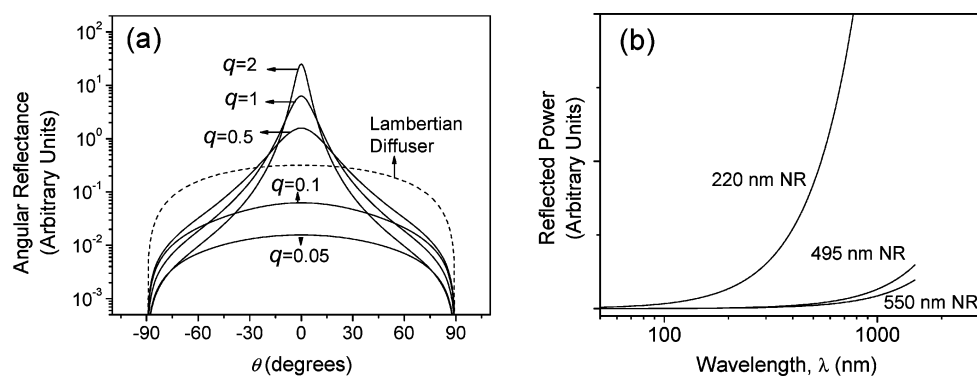 (a)
Angular Reflectance
(Arbitrary Units)
10²
10¹
10⁰
10⁻¹
10⁻²
10⁻³
q=2
q=1
q=0.5
Lambertian
Diffuser
q=0.1
q=0.05
-90 -60 -30 0 30 60 90
θ (degrees)
(b)
Reflected Power
(Arbitrary Units)
220 nm NR
495 nm NR
550 nm NR
100 1000
Wavelength, λ (nm)